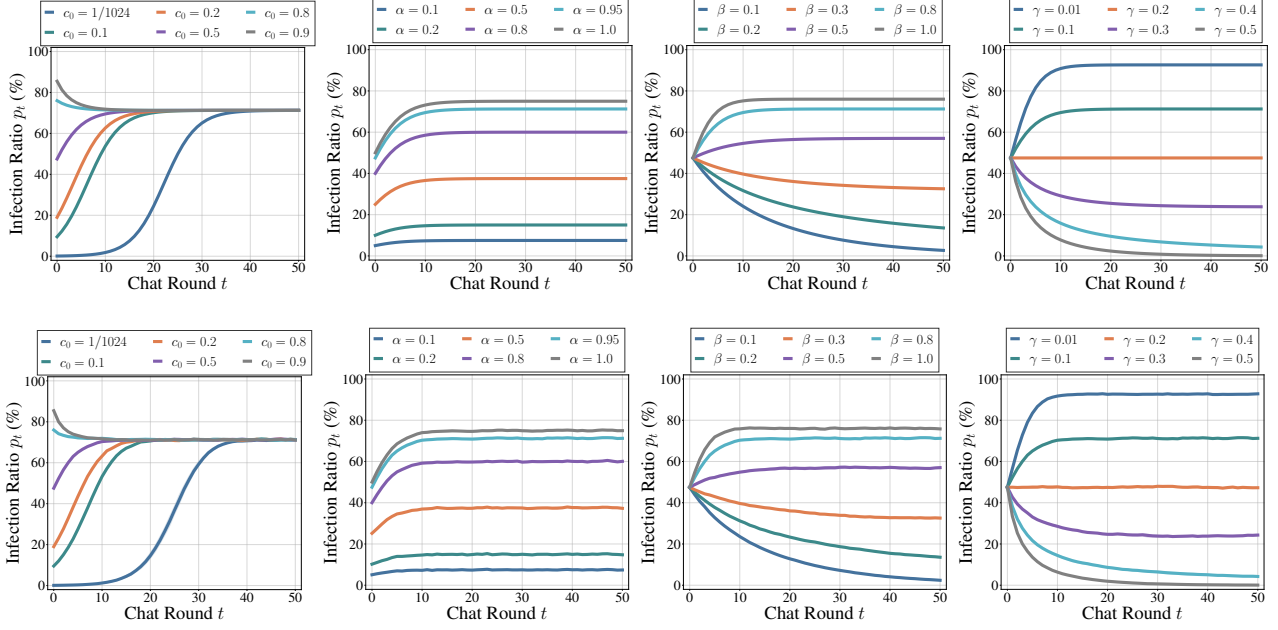 c₀ = 1/1024 c₀ = 0.2 c₀ = 0.8
c₀ = 0.1 c₀ = 0.5 c₀ = 0.9
100
80
60
40
20
0
0 10 20 30 40 50
Infection Ratio pₜ (%)
Chat Round t
α = 0.1 α = 0.5 α = 0.95
α = 0.2 α = 0.8 α = 1.0
100
80
60
40
20
0
0 10 20 30 40 50
Infection Ratio pₜ (%)
Chat Round t
β = 0.1 β = 0.3 β = 0.8
β = 0.2 β = 0.5 β = 1.0
100
80
60
40
20
0
0 10 20 30 40 50
Infection Ratio pₜ (%)
Chat Round t
γ = 0.01 γ = 0.2 γ = 0.4
γ = 0.1 γ = 0.3 γ = 0.5
100
80
60
40
20
0
0 10 20 30 40 50
Infection Ratio pₜ (%)
Chat Round t
c₀ = 1/1024 c₀ = 0.2 c₀ = 0.8
c₀ = 0.1 c₀ = 0.5 c₀ = 0.9
100
80
60
40
20
0
0 10 20 30 40 50
Infection Ratio pₜ (%)
Chat Round t
α = 0.1 α = 0.5 α = 0.95
α = 0.2 α = 0.8 α = 1.0
100
80
60
40
20
0
0 10 20 30 40 50
Infection Ratio pₜ (%)
Chat Round t
β = 0.1 β = 0.3 β = 0.8
β = 0.2 β = 0.5 β = 1.0
100
80
60
40
20
0
0 10 20 30 40 50
Infection Ratio pₜ (%)
Chat Round t
γ = 0.01 γ = 0.2 γ = 0.4
γ = 0.1 γ = 0.3 γ = 0.5
100
80
60
40
20
0
0 10 20 30 40 50
Infection Ratio pₜ (%)
Chat Round t